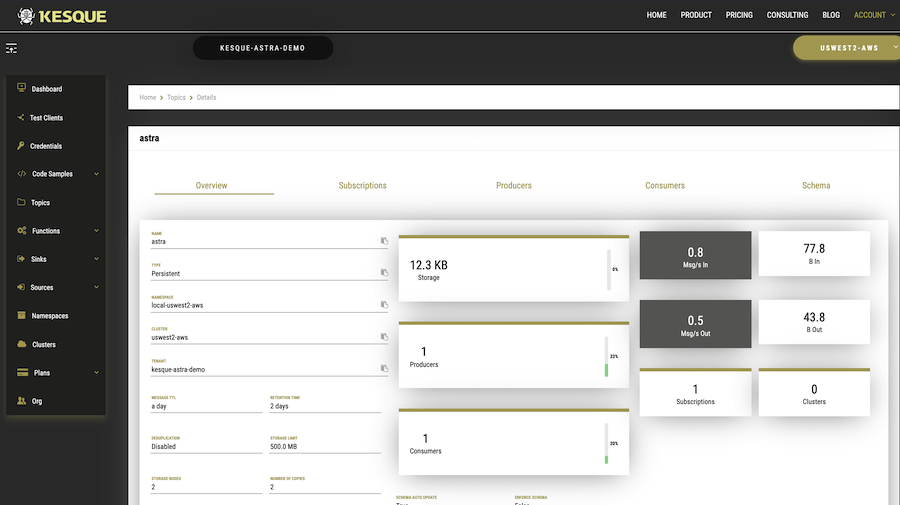 KESQUE
HOME PRODUCT PRICING CONSULTING BLOG ACCOUNT
KESQUE-ASTRA-DEMO
USWEST2-AWS
Dashboard
Test Clients
Credentials
Code Samples
Topics
Functions
Sinks
Sources
Namespaces
Clusters
Plans
Org
Home > Topics > Details
astra
Overview Subscriptions Producers Consumers Schema
NAME
astra
TYPE
Persistent
NAMESPACE
local-uswest2-aws
CLUSTER
uswest2-aws
TENANT
kesque-astra-demo
MESSAGE TTL RETENTION TIME
a day 2 days
DEDUPLICATION STORAGE LIMIT
Disabled 500.0 MB
STORAGE NODES NUMBER OF COPIES
2 2
12.3 KB
Storage
0%
1
Producers
33%
1
Consumers
20%
SCHEMA AUTO UPDATE ENFORCE SCHEMA
True False
0.8
Msg/s In
77.8
B In
0.5
Msg/s Out
43.8
B Out
1
Subscriptions
0
Clusters